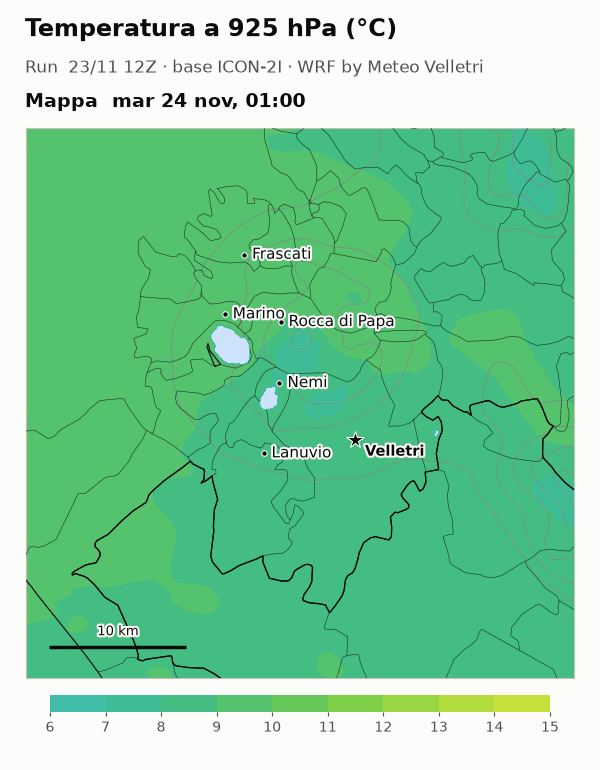 Temperatura a 925 hPa (°C)
Run  23/11 12Z · base ICON-2I · WRF by Meteo Velletri
Mappa  mar 24 nov, 01:00
Frascati
Marino
Rocca di Papa
Nemi
Velletri
Lanuvio
10 km
6 7 8 9 10 11 12 13 14 15